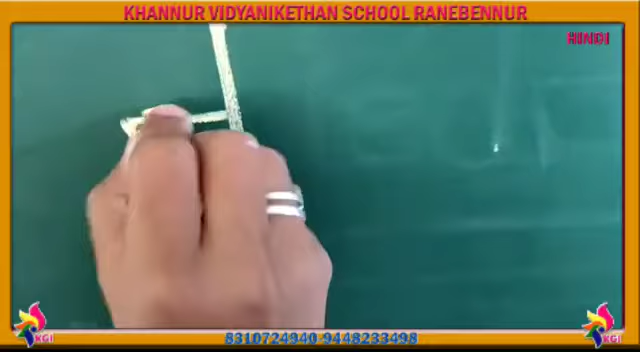 KHANNUR VIDYANIKETHAN SCHOOL RANEBENNUR
HINDI
KGI
KGI
8310724940 9448233498